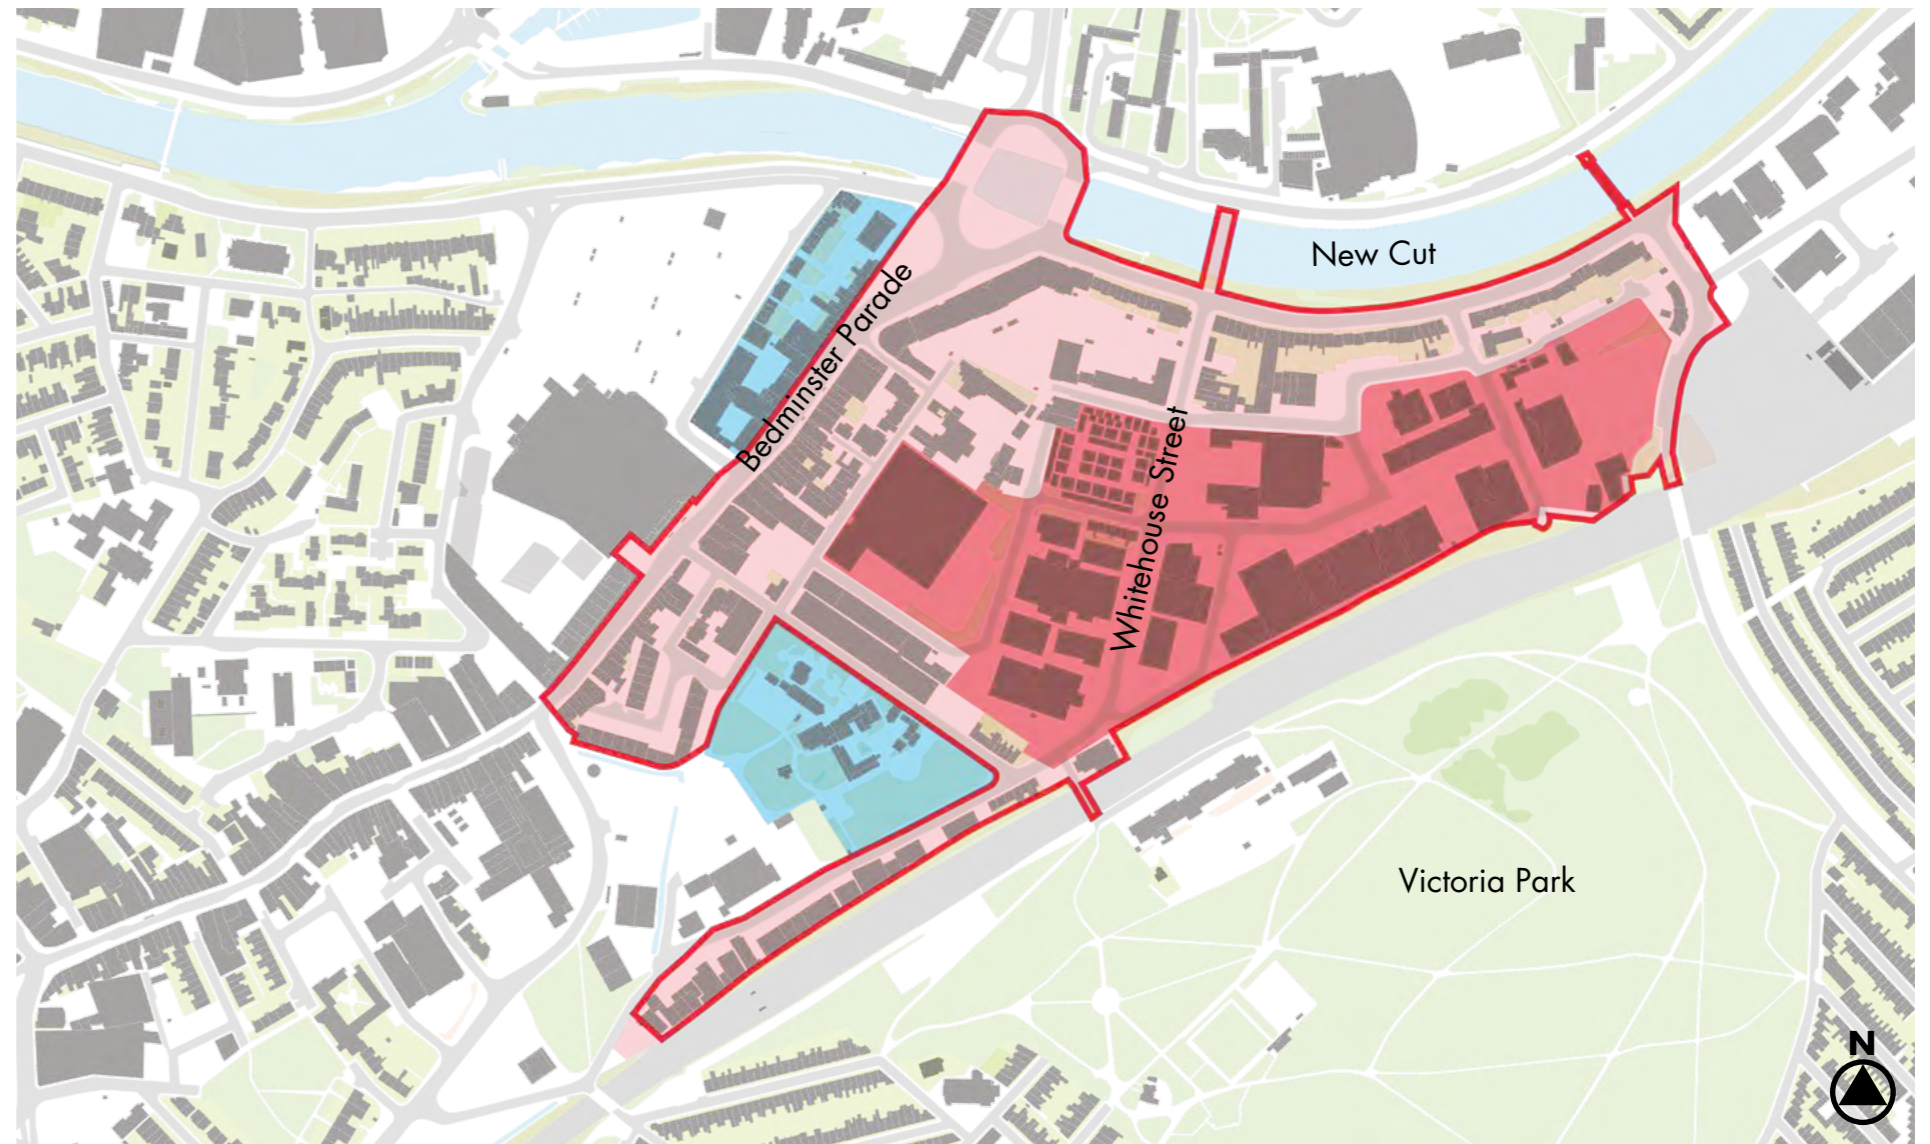 New Cut
Bedminster Parade
Whitehouse Street
Victoria Park
N